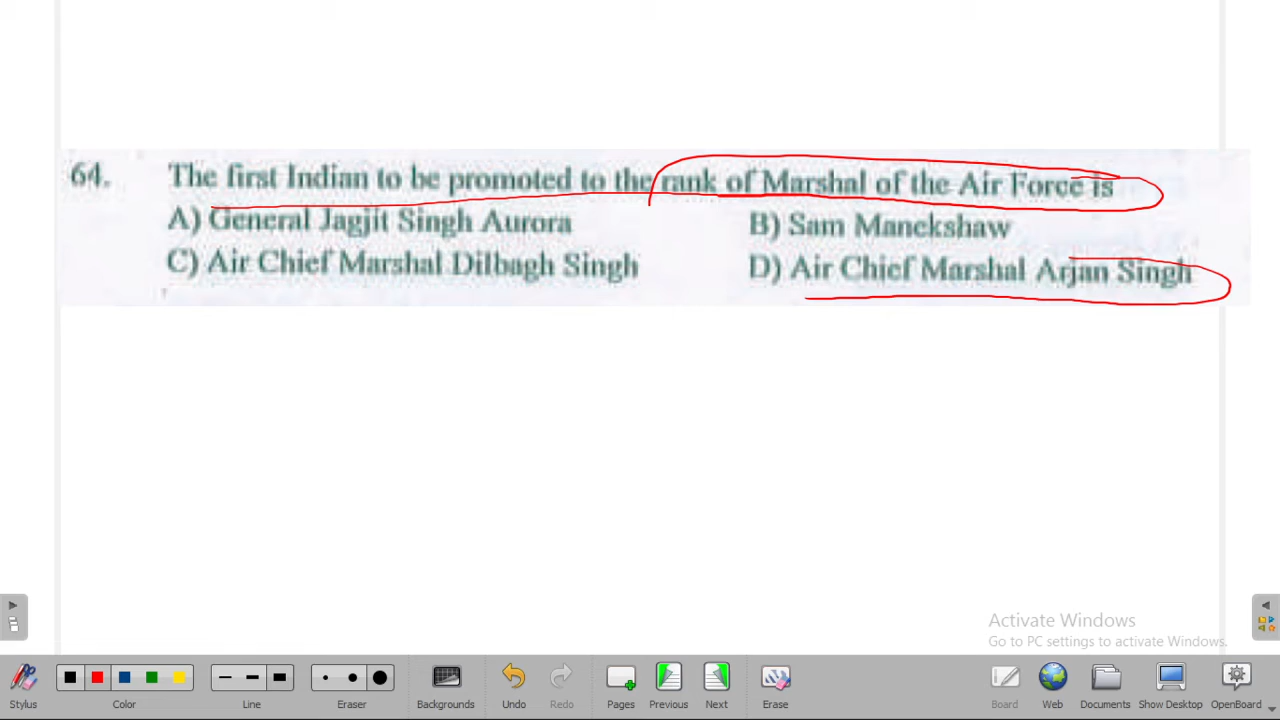 64. The first Indian to be promoted to the rank of Marshal of the Air Force is
A) General Jagjit Singh Aurora B) Sam Manekshaw
C) Air Chief Marshal Dilbagh Singh D) Air Chief Marshal Arjan Singh
Activate Windows
Go to PC settings to activate Windows.
Stylus Color Line Eraser Backgrounds Undo Redo Pages Previous Next Erase Board Web Documents Show Desktop OpenBoard